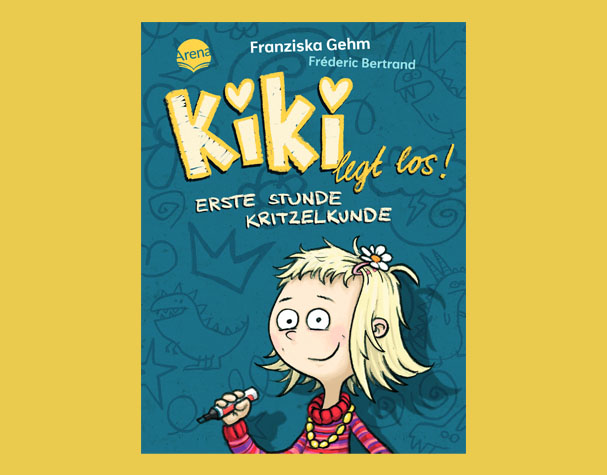 Arena
Franziska Gehm
Fréderic Bertrand
Kiki
legt los!
ERSTE STUNDE
KRITZELKUNDE